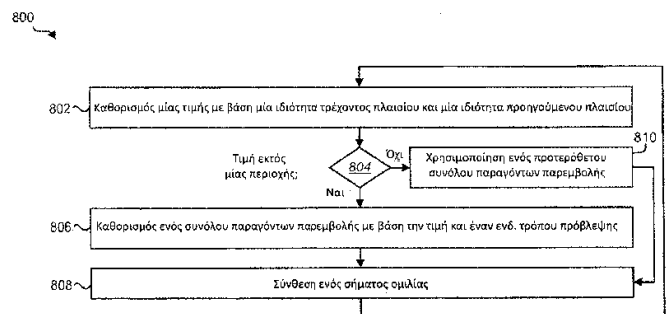 800
802
Καθορισμός μίας τιμής με βάση μία ιδιότητα τρέχοντος πλαισίου και μία ιδιότητα προηγούμενου πλαισίου
810
Τιμή εκτός
μίας περιοχής;
804
Όχι
Χρησιμοποίηση ενός προτερόθετου
συνόλου παραγόντων παρεμβολής
Ναι
806
Καθορισμός ενός συνόλου παραγόντων παρεμβολής με βάση την τιμή και έναν ενδ. τρόπου πρόβλεψης
808
Σύνθεση ενός σήματος ομιλίας